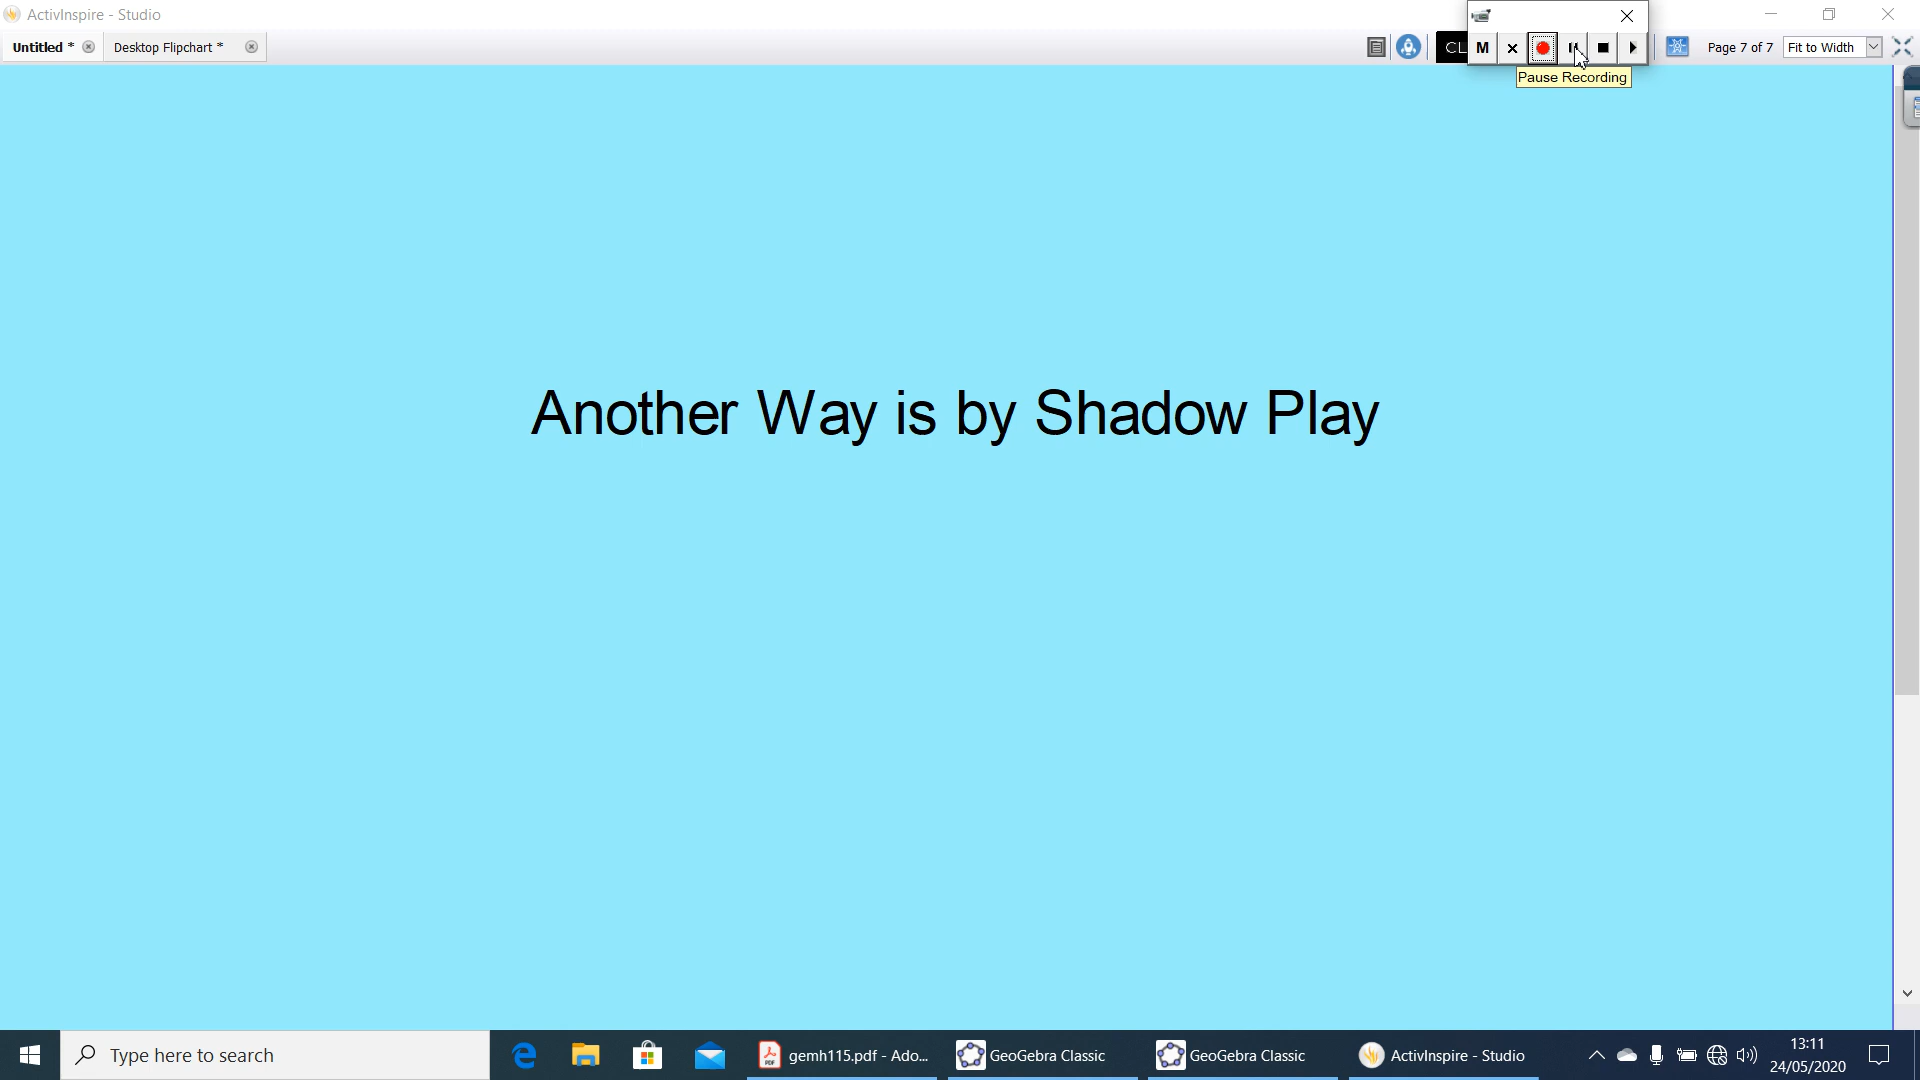 ActivInspire - Studio
Untitled *
Desktop Flipchart *
CL
M
Page 7 of 7
Fit to Width
Pause Recording
Another Way is by Shadow Play
Type here to search
gemh115.pdf - Ado...
GeoGebra Classic
GeoGebra Classic
ActivInspire - Studio
13:11
24/05/2020